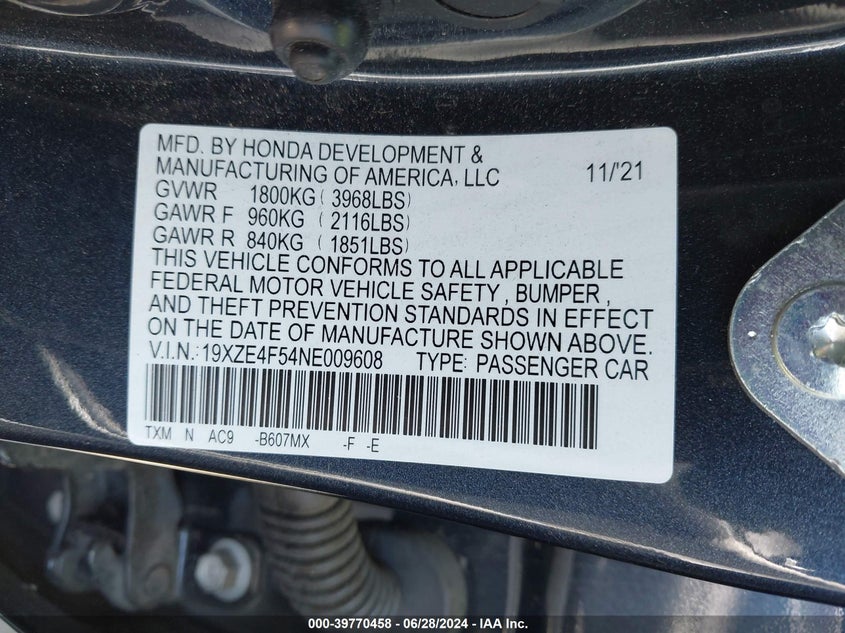 MFD. BY HONDA DEVELOPMENT &
MANUFACTURING OF AMERICA, LLC 11/'21
GVWR 1800KG ( 3968LBS)
GAWR F 960KG ( 2116LBS)
GAWR R 840KG ( 1851LBS)
THIS VEHICLE CONFORMS TO ALL APPLICABLE
FEDERAL MOTOR VEHICLE SAFETY , BUMPER ,
AND THEFT PREVENTION STANDARDS IN EFFECT
ON THE DATE OF MANUFACTURE SHOWN ABOVE.
V.I.N.: 19XZE4F54NE009608 TYPE: PASSENGER CAR
TXM N AC9 -B607MX -F -E
000-39770458 - 06/28/2024 - IAAI Inc.